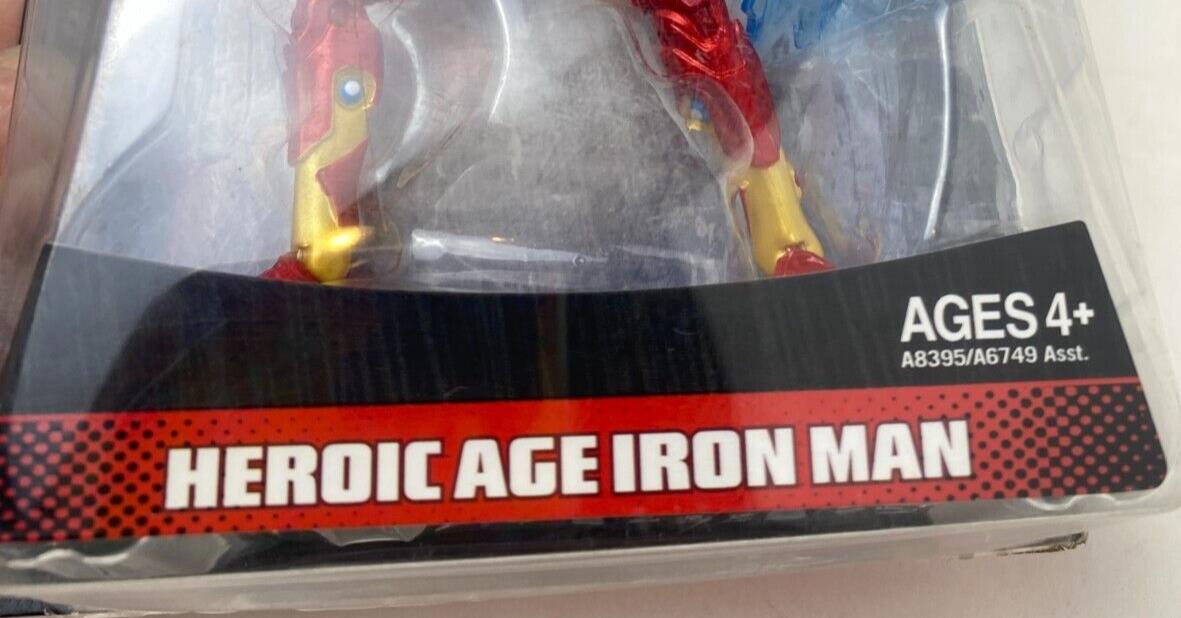 AGES 4+
A8395/A6749 Asst.
HEROIC AGE IRON MAN